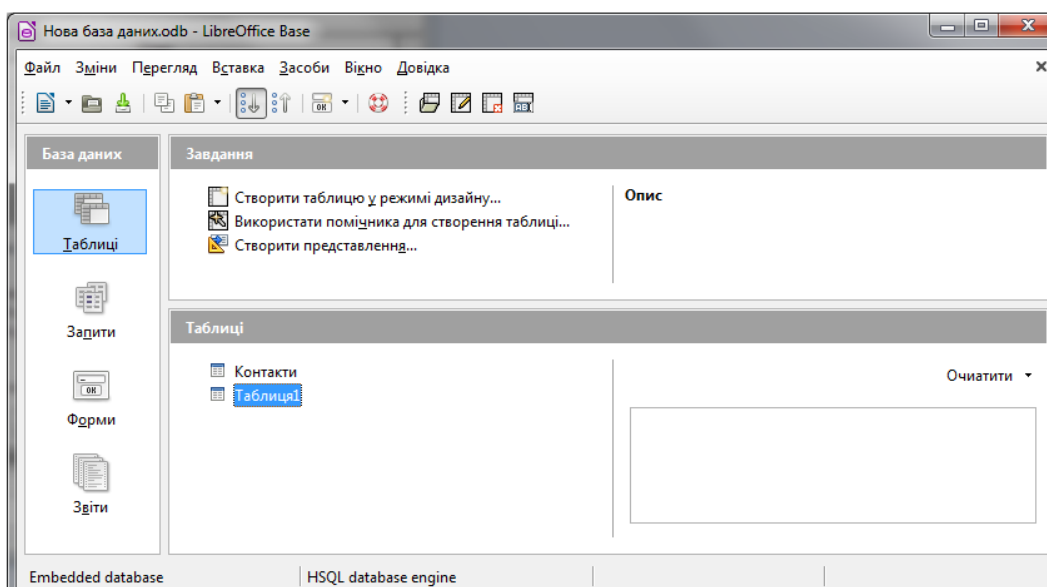 Нова база даних.odb - LibreOffice Base
Файл Зміни Перегляд Вставка Засоби Вікно Довідка
База даних
Завдання
Таблиці
Запити
Форми
Звіти
Створити таблицю у режимі дизайну...
Використати помічника для створення таблиці...
Створити представлення...
Опис
Таблиці
Контакти
Таблиця1
Очиатити
Embedded database
HSQL database engine